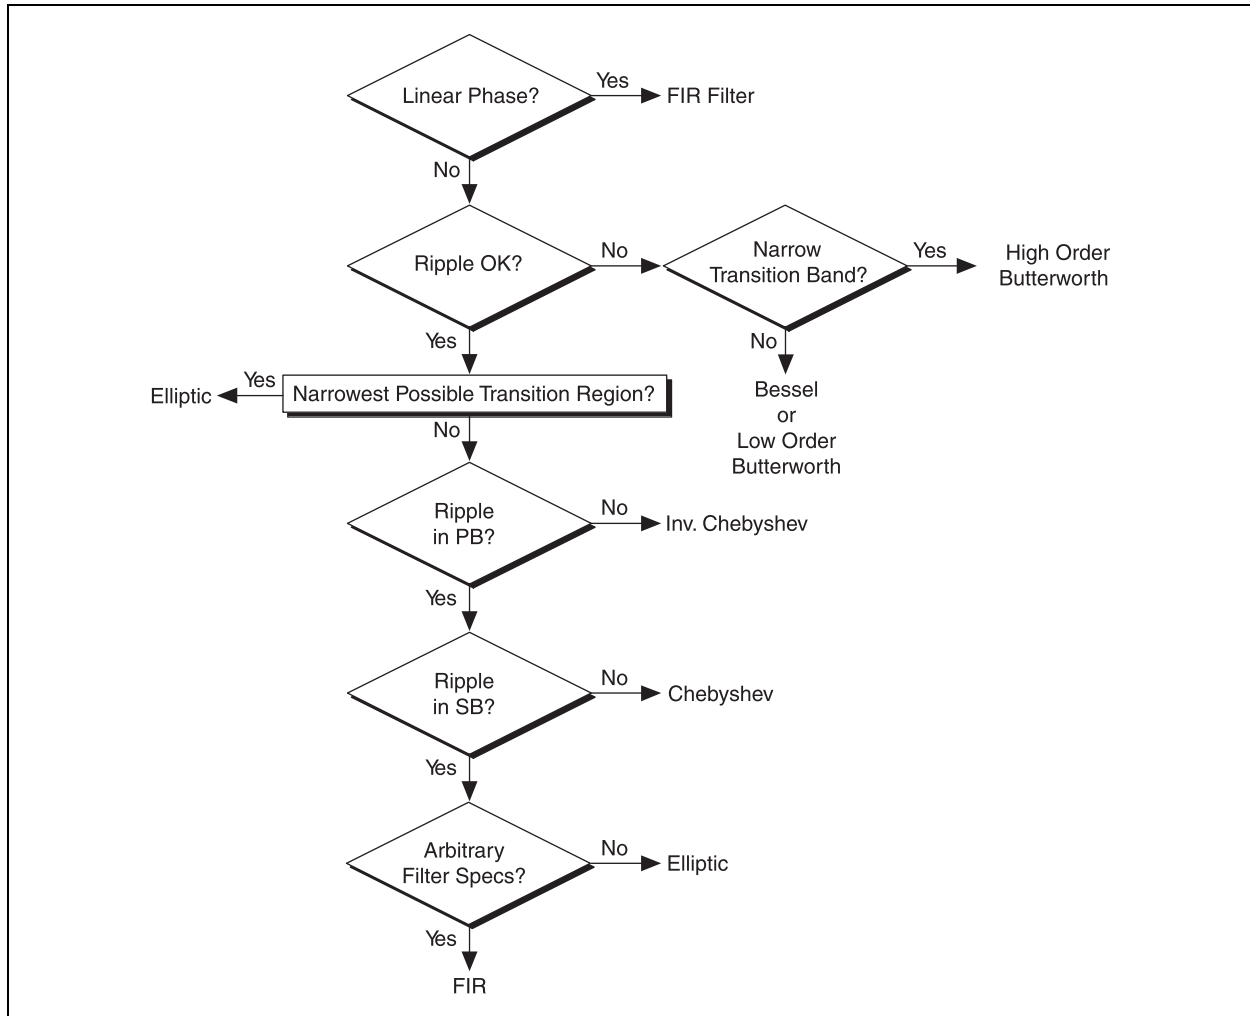 Linear Phase?
Yes
FIR Filter
No
Ripple OK?
No
Narrow
Transition Band?
Yes
High Order
Butterworth
Yes
No
Elliptic
Yes
Narrowest Possible Transition Region?
Bessel
or
Low Order
Butterworth
No
Ripple
in PB?
No
Inv. Chebyshev
Yes
Ripple
in SB?
No
Chebyshev
Yes
Arbitrary
Filter Specs?
No
Elliptic
Yes
FIR